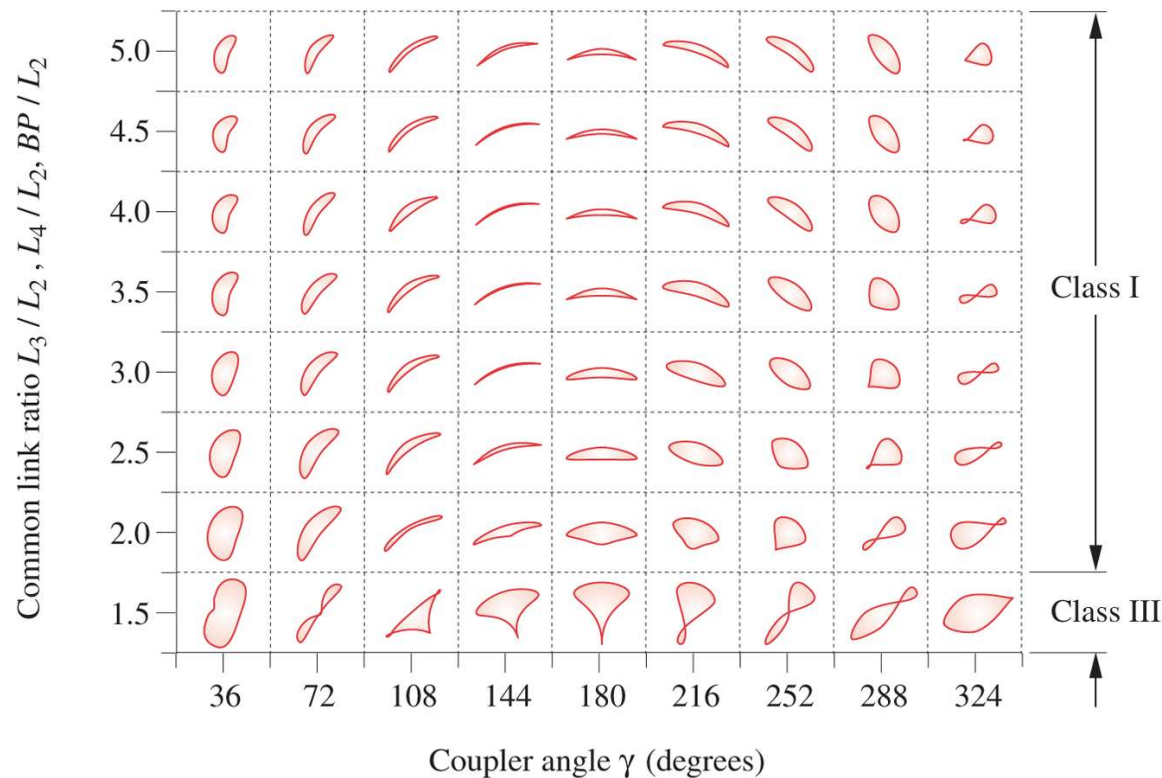 Common link ratio L3 / L2 , L4 / L2, BP / L2
5.0
4.5
4.0
3.5
Class I
3.0
2.5
2.0
1.5
Class III
36 72 108 144 180 216 252 288 324
Coupler angle γ (degrees)